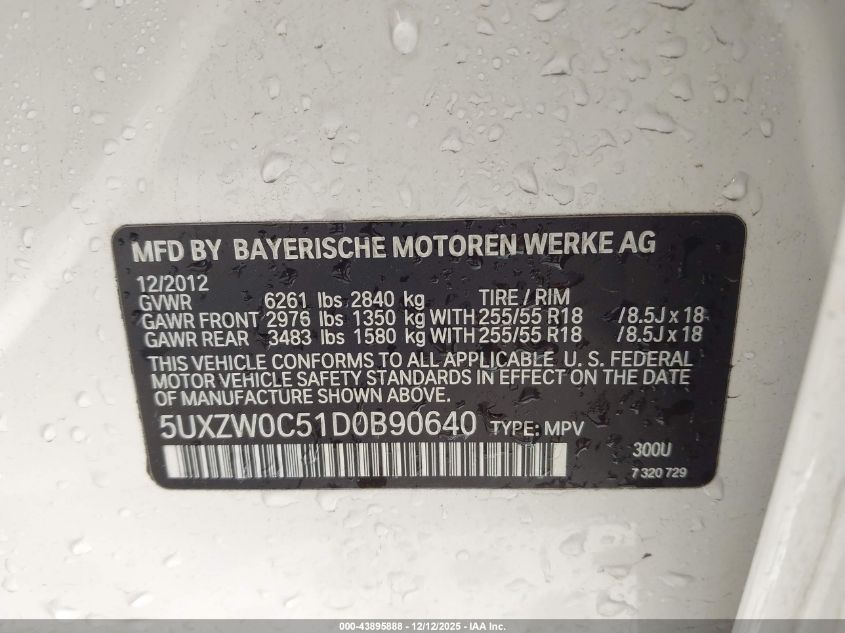 MFD BY BAYERISCHE MOTOREN WERKE AG
12/2012
GVWR 6261 lbs 2840 kg TIRE / RIM
GAWR FRONT 2976 lbs 1350 kg WITH 255/55 R18 /8.5J x 18
GAWR REAR 3483 lbs 1580 kg WITH 255/55 R18 /8.5J x 18
THIS VEHICLE CONFORMS TO ALL APPLICABLE U. S. FEDERAL
MOTOR VEHICLE SAFETY STANDARDS IN EFFECT ON THE DATE
OF MANUFACTURE SHOWN ABOVE.
5UXZW0C51D0B90640 TYPE: MPV
300U
7 320 729
000-43895888 - 12/12/2025 - IAA Inc.